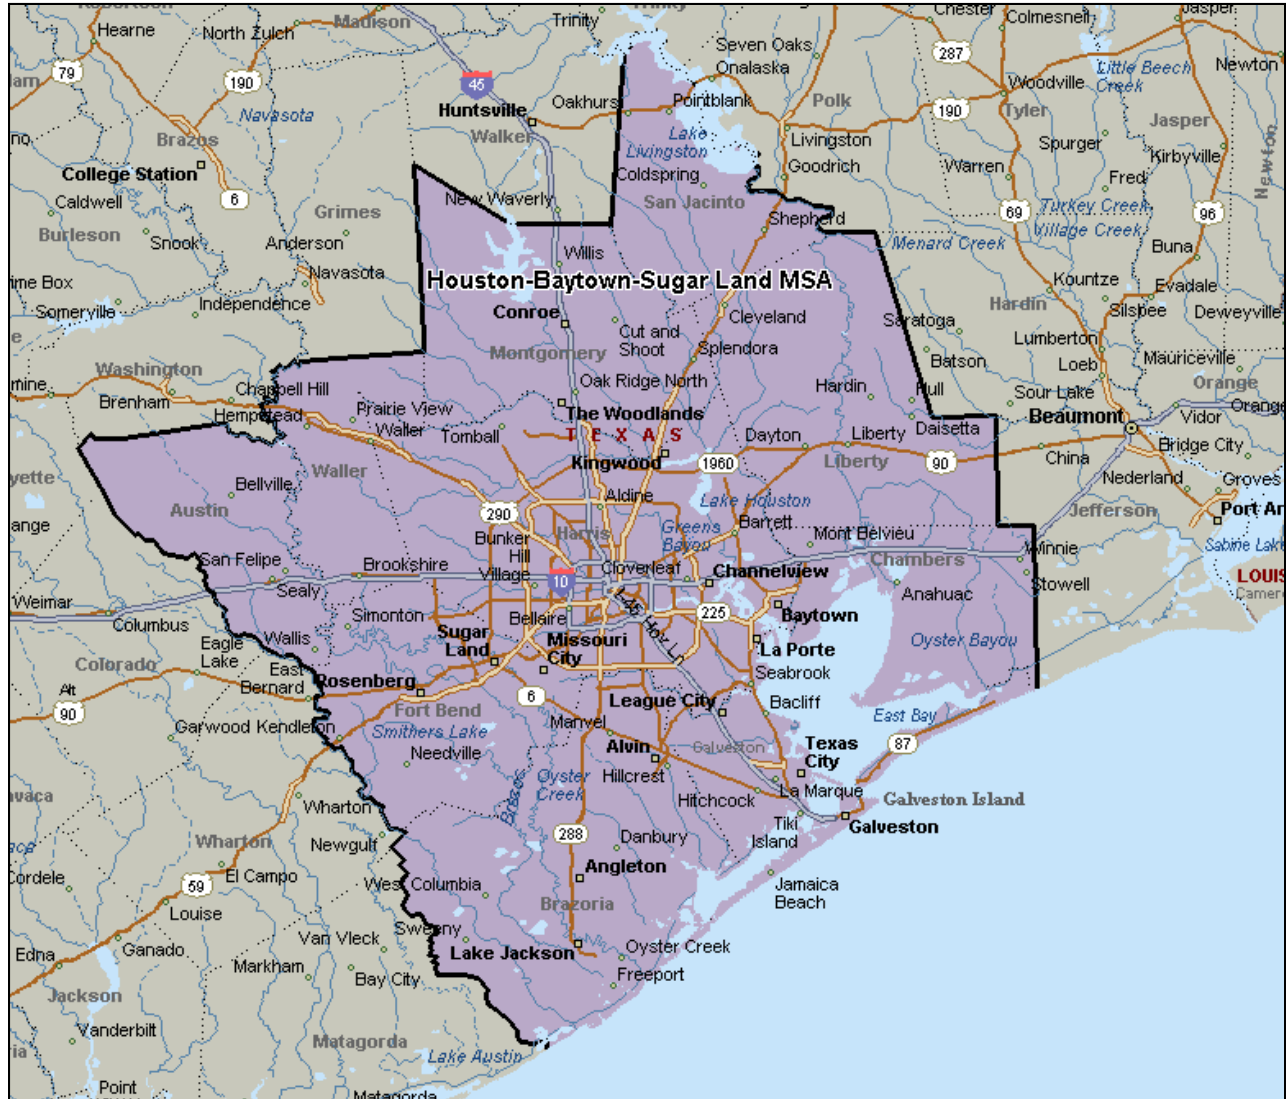 Robertson
Madison
Trinity
Trinity
Chester
Colmesneil
Jasper
Hearne
North Zulch
Seven Oaks
Onalaska
287
Newton
79
190
45
Woodville
Little Beech
Creek
Navasota
Huntsville
Oakhurst
Pointblank
Polk
190
Tyler
Jasper
Brazos
Walker
Lake
Livingston
Livingston
Spurger
Kirbyville
College Station
Coldspring
Goodrich
Warren
Fred
Newton
Caldwell
6
New Waverly
San Jacinto
69
Turkey Creek
96
Burleson
Grimes
Shepherd
Village Creek
Snook
Anderson
Willis
Menard Creek
Buna
Navasota
Houston-Baytown-Sugar Land MSA
Kountze
Evadale
Independence
Hardin
Silsbee
Somerville
Conroe
Cut and
Shoot
Cleveland
Saratoga
Deweyville
Montgomery
Splendora
Batson
Lumberton
Mauriceville
Washington
Loeb
Chappell Hill
Oak Ridge North
Hardin
Hull
Sour Lake
Orange
Brenham
Hempstead
Prairie View
The Woodlands
Daisetta
Beaumont
Vidor
Orange
Waller
Tomball
TEXAS
Dayton
Liberty
Bridge City
Waller
Kingwood
1960
Liberty
90
China
Nederland
Groves
Bellville
Aldine
Lake Houston
Austin
290
Harris
Greens
Bayou
Barrett
Mont Belvieu
Jefferson
Port Ar
Bunker
Hill
Village
San Felipe
Brookshire
10
Cloverleaf
Channelview
Chambers
Winnie
Sabine Lake
Sealy
Stowell
LOUIS
Weimar
Columbus
Simonton
Bellaire
I-45 Hov Ln
225
Baytown
Anahuac
Cameron
Wallis
Sugar
Land
Missouri
City
La Porte
Oyster Bayou
Eagle
Lake
Colorado
East
Bernard
Rosenberg
Seabrook
Alt
90
Fort Bend
6
League City
Bacliff
East Bay
Garwood
Kendleton
Smithers Lake
Manvel
Needville
Alvin
Galveston
Texas
City
87
Hillcrest
Oyster
Creek
Brazos
La Marque
Galveston Island
Hitchcock
Wharton
Tiki
Island
Galveston
Wharton
Newgulf
288
Danbury
Cordele
59
El Campo
West Columbia
Angleton
Jamaica
Beach
Louise
Brazoria
Edna
Ganado
Van Vleck
Sweeny
Lake Jackson
Oyster Creek
Markham
Bay City
Freeport
Jackson
Vanderbilt
Matagorda
Lake Austin
Point
Matagorda